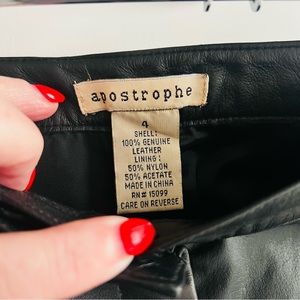 apostrophe
4
SHELL:
100% GENUINE
LEATHER
LINING:
50% NYLON
50% ACETATE
MADE IN CHINA
RN# 15099
CARE ON REVERSE